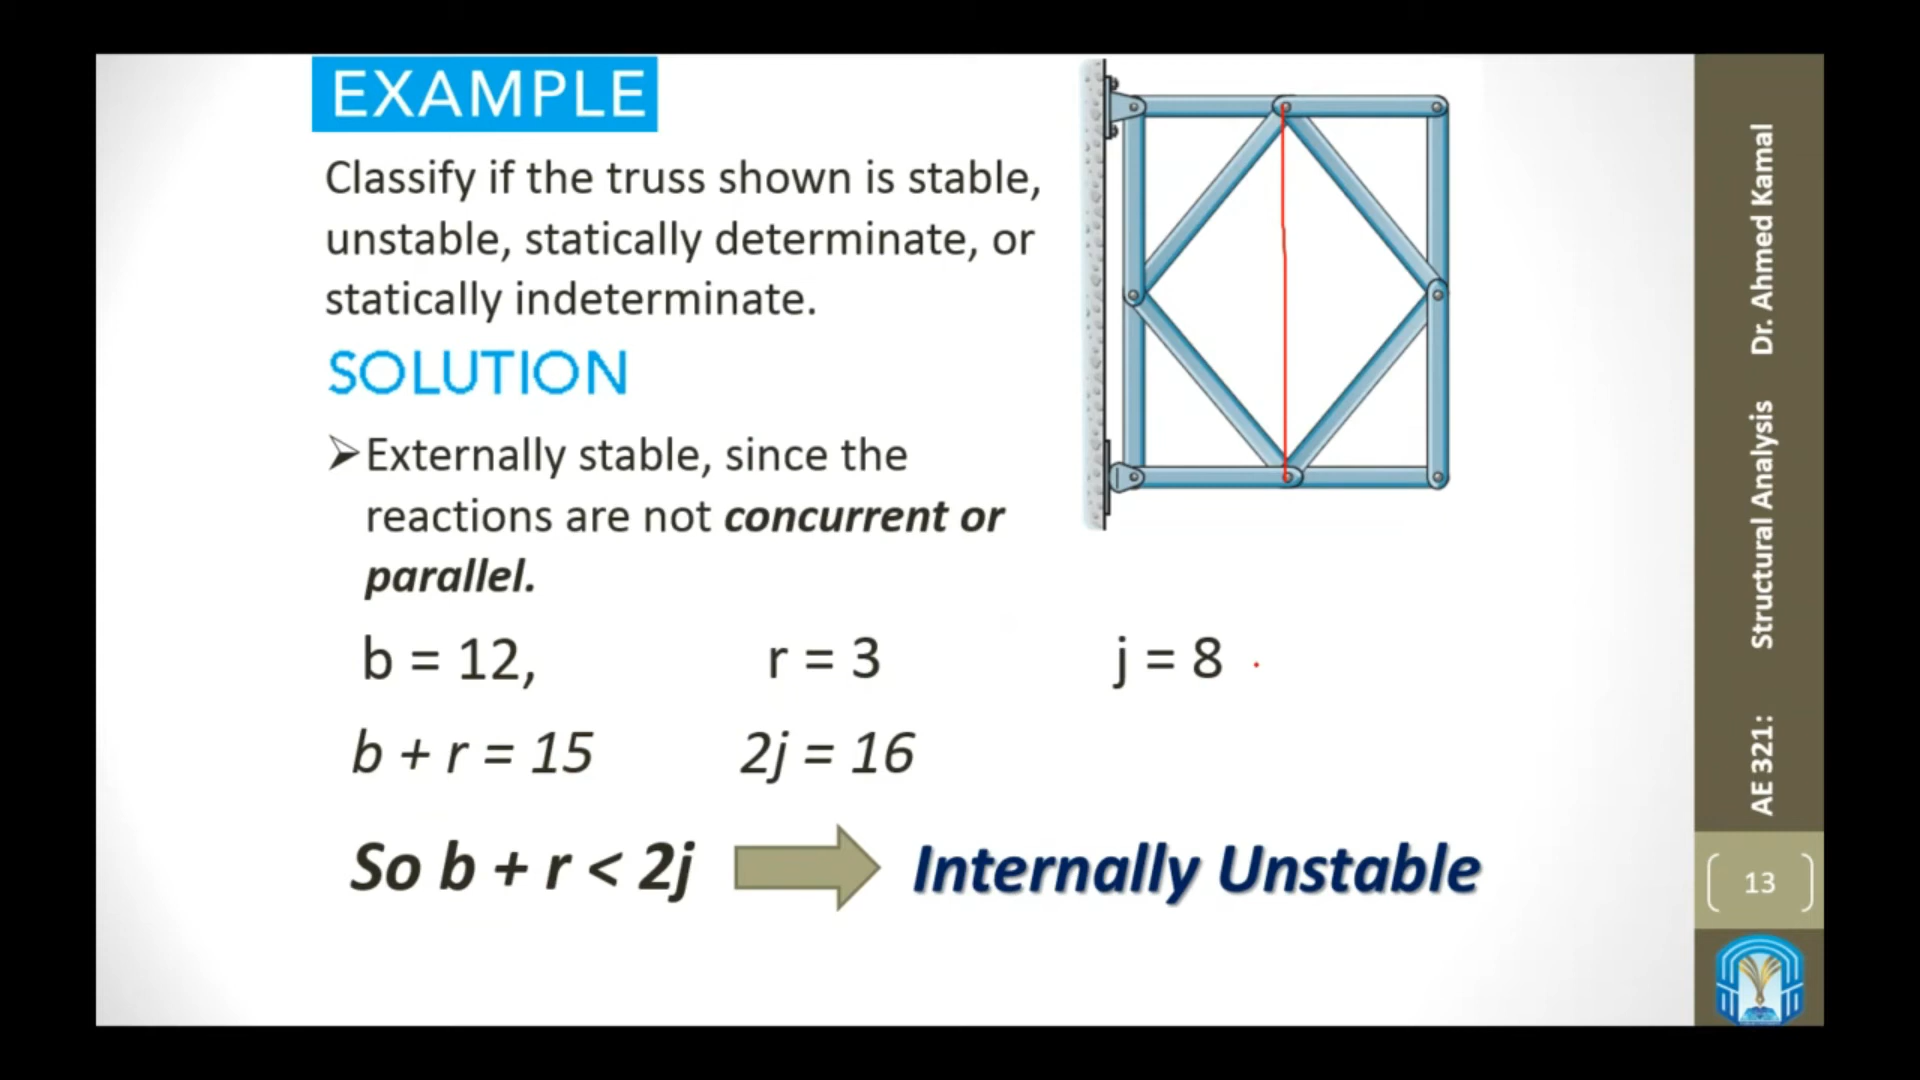 EXAMPLE
Classify if the truss shown is stable,
unstable, statically determinate, or
statically indeterminate.
SOLUTION
➢Externally stable, since the
reactions are not concurrent or
parallel.
b = 12, r = 3 j = 8
b + r = 15 2j = 16
So b + r < 2j Internally Unstable
AE 321: Structural Analysis Dr. Ahmed Kamal
13